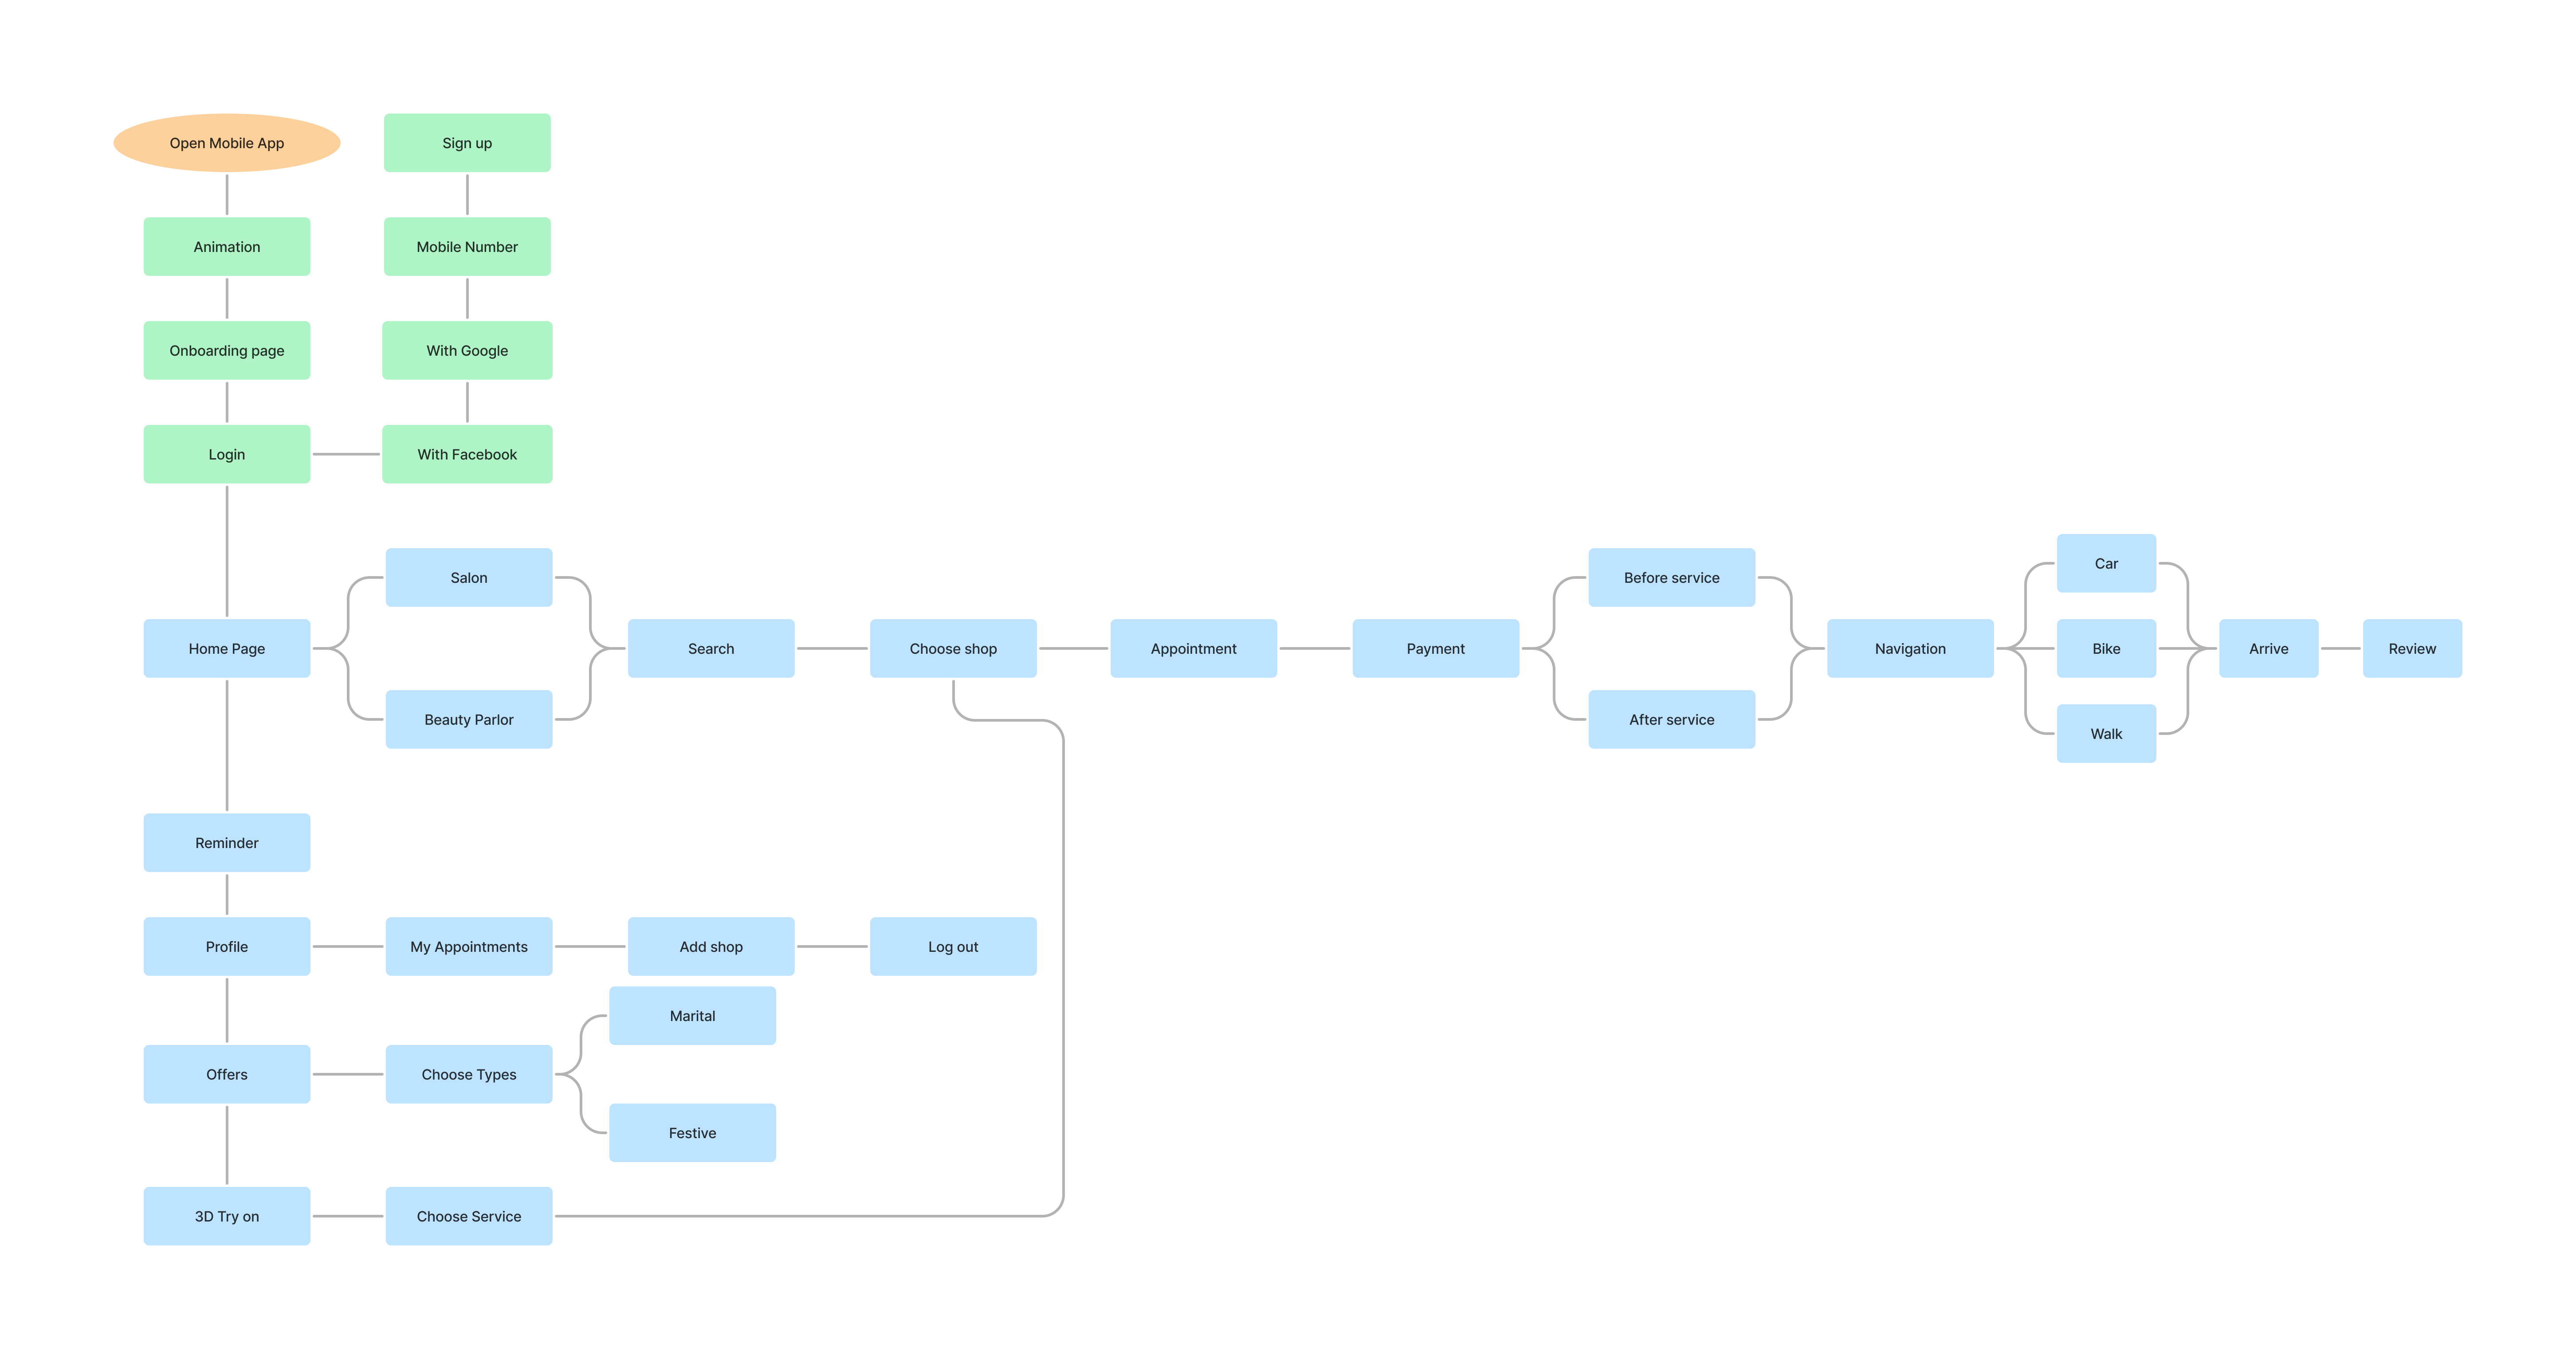 Open Mobile App
Sign up
Animation
Mobile Number
Onboarding page
With Google
Login
With Facebook
Salon
Before service
Car
Home Page
Search
Choose shop
Appointment
Payment
Navigation
Bike
Arrive
Review
Beauty Parlor
After service
Walk
Reminder
Profile
My Appointments
Add shop
Log out
Marital
Offers
Choose Types
Festive
3D Try on
Choose Service